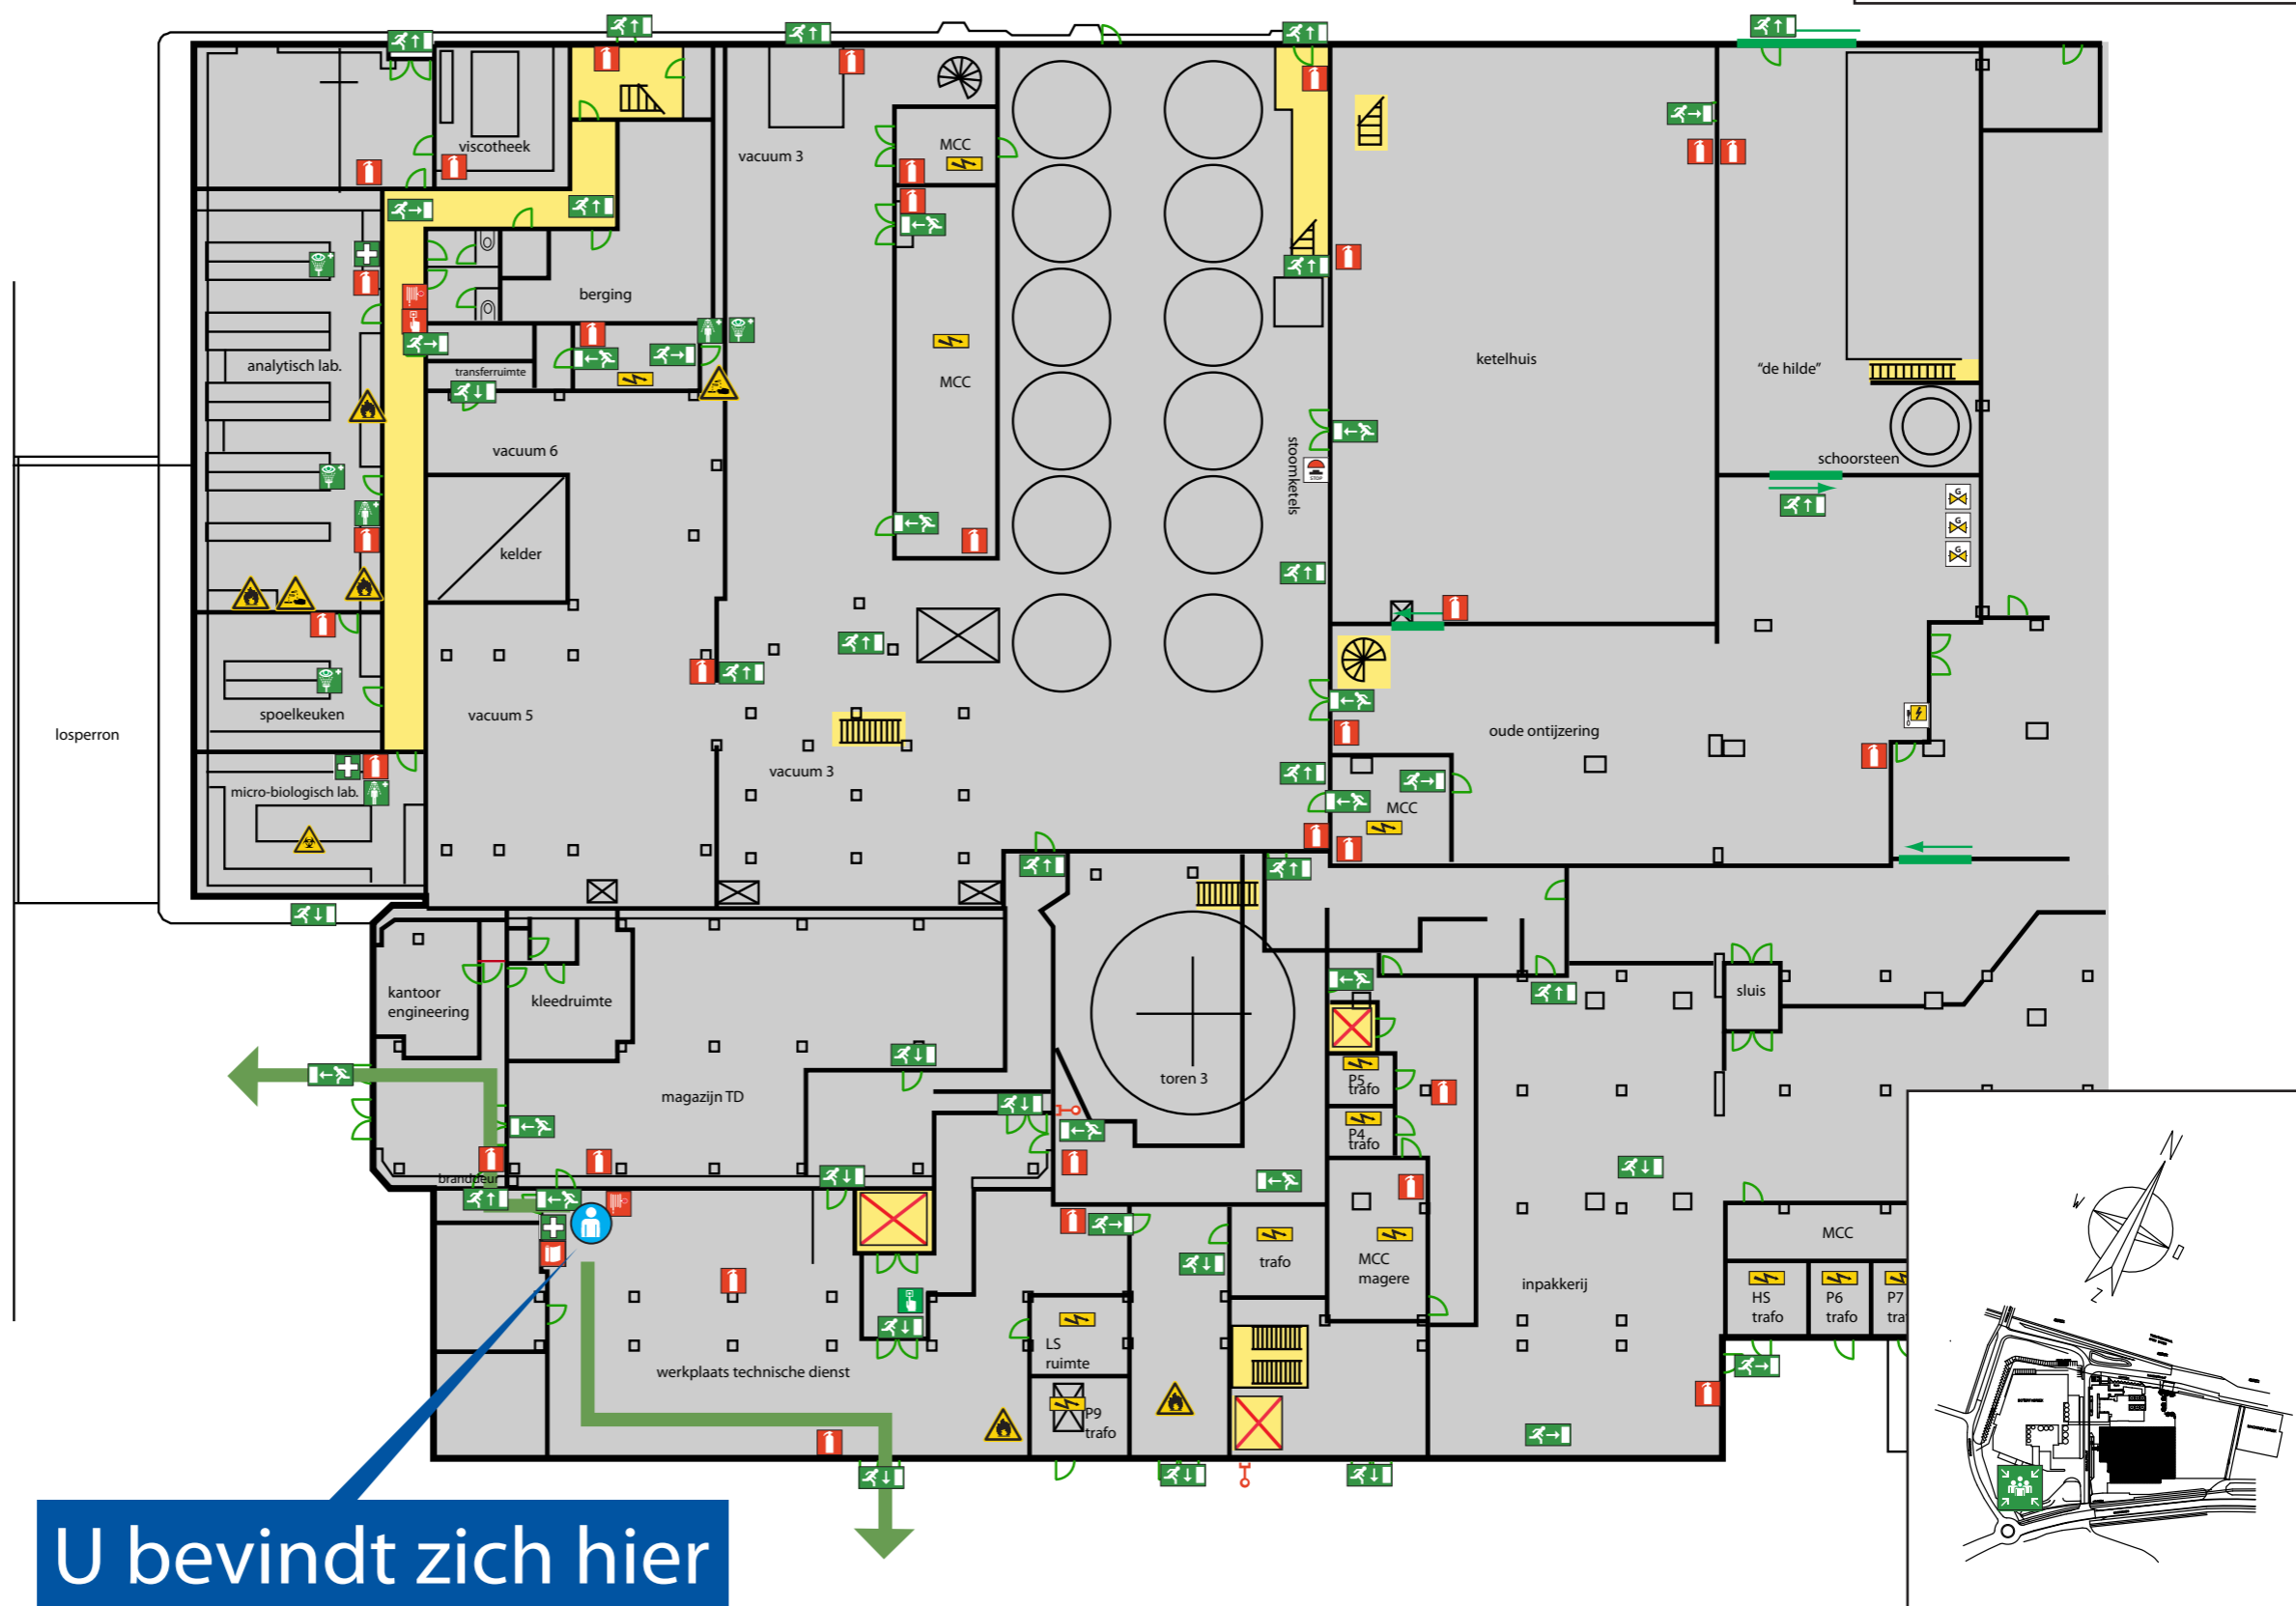 viscotheek
vacuum 3
MCC
berging
analytisch lab.
transferruimte
MCC
ketelhuis
"de hilde"
vacuum 6
stoomketels
STOP
schoorsteen
G
G
G
kelder
losperron
spoelkeuken
vacuum 5
vacuum 3
oude ontijzering
micro-biologisch lab.
MCC
kantoor
engineering
kleedruimte
sluis
magazijn TD
toren 3
P5
trafo
P4
trafo
branddeur
MCC
trafo
MCC
magere
inpakkerij
HS
trafo
P6
trafo
P7
LS
ruimte
werkplaats technische dienst
P9
trafo
N
W
Z
U bevindt zich hier